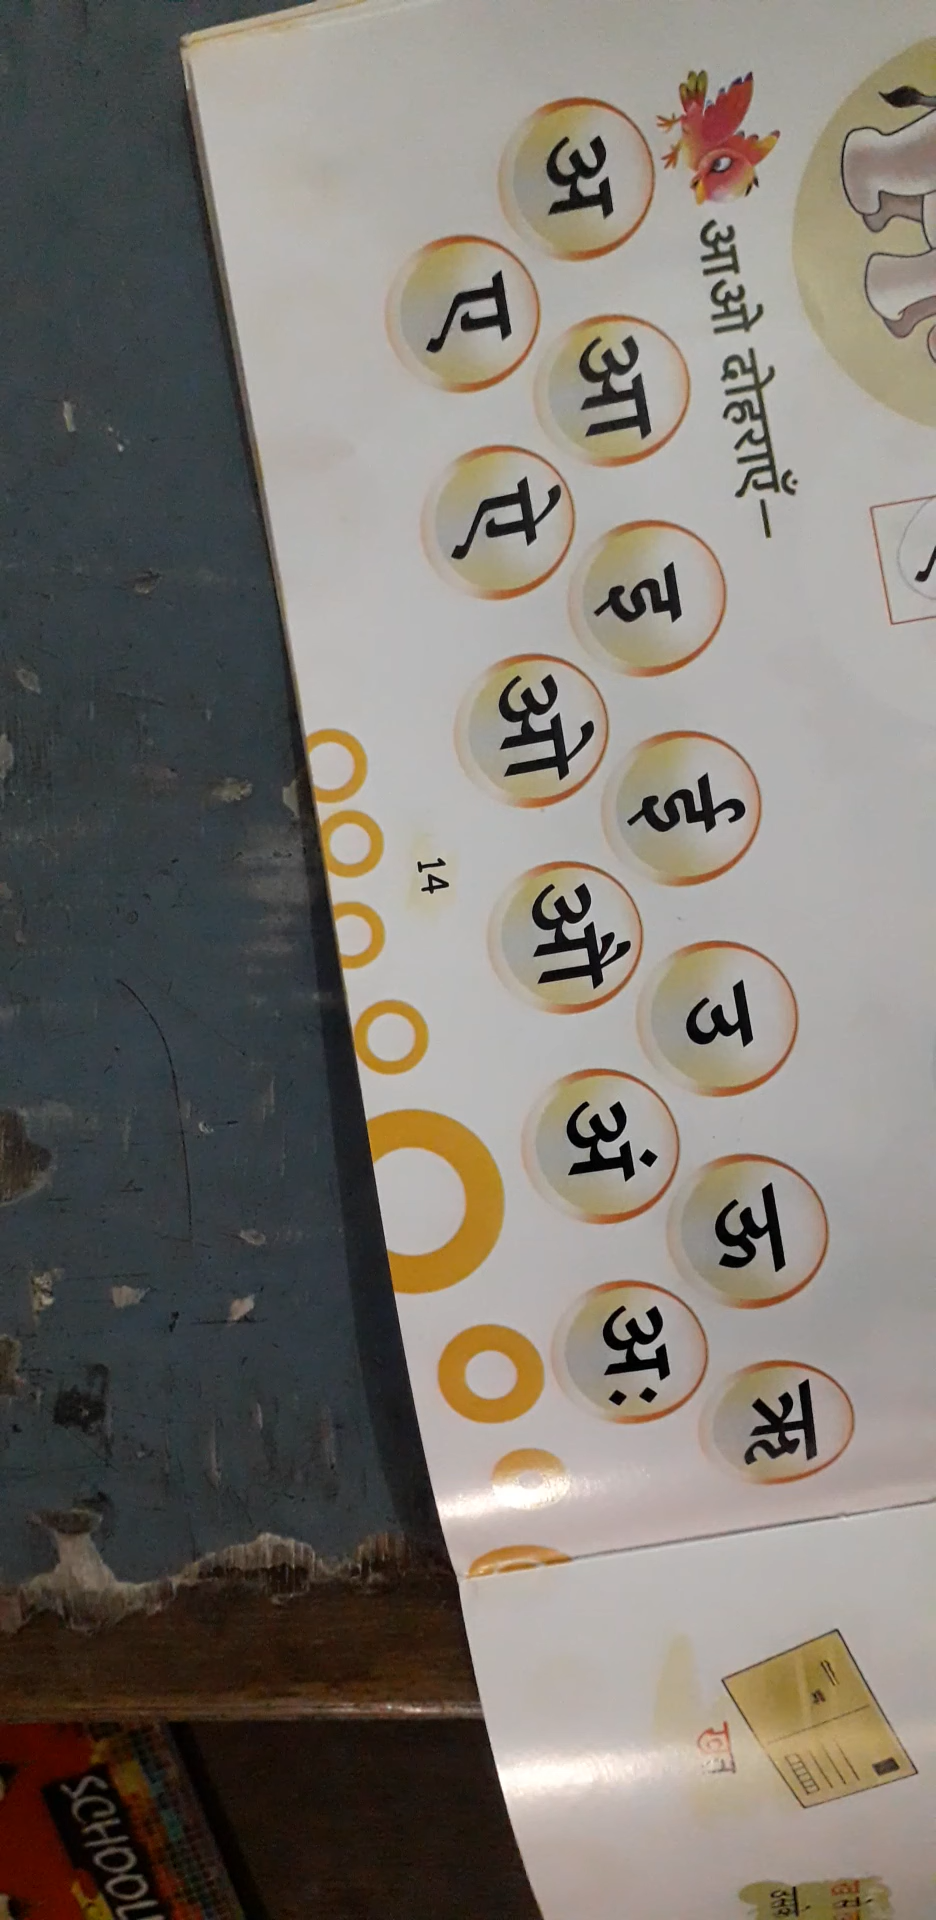 आओ दोहराएँ–
अ आ इ ई उ ऊ ऋ
ए ऐ ओ औ अं अः
14
ख़त
SCHOOL